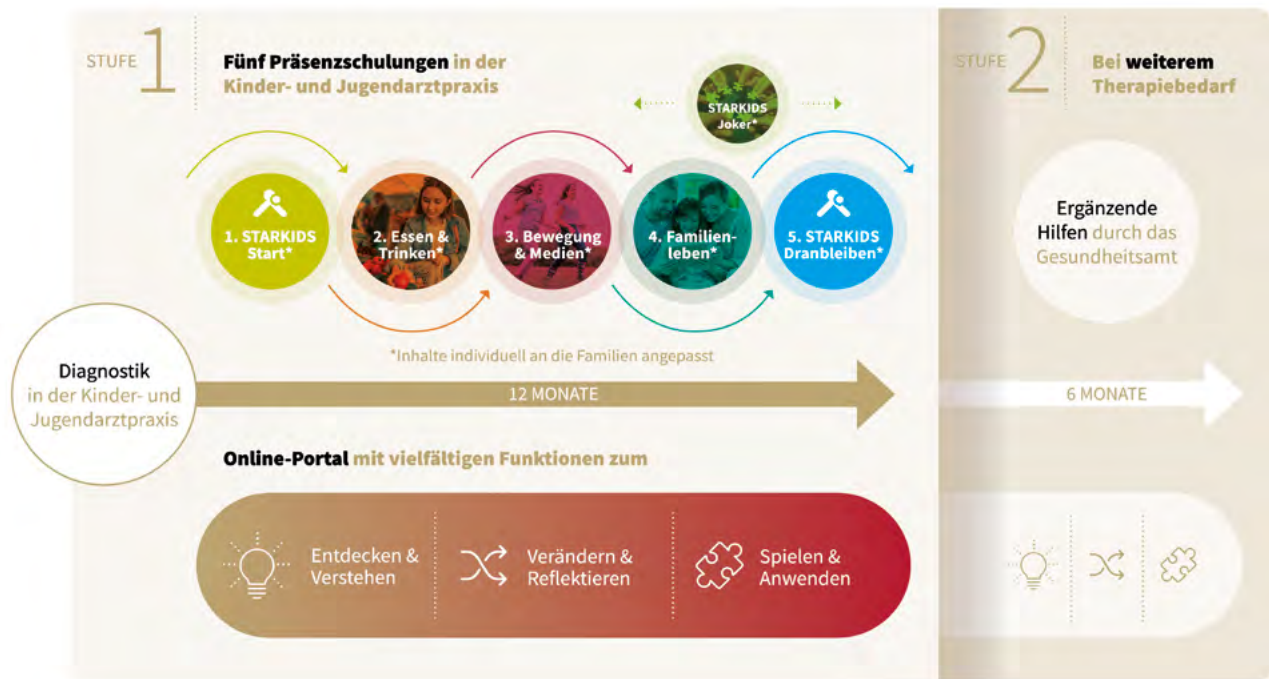 STUFE 1
Fünf Präsenzschulungen in der
Kinder- und Jugendarztpraxis
STARKIDS
Joker*
1. STARKIDS
Start*
2. Essen &
Trinken*
3. Bewegung
& Medien*
4. Familien-
leben*
5. STARKIDS
Dranbleiben*
*Inhalte individuell an die Familien angepasst
Diagnostik
in der Kinder- und
Jugendarztpraxis
12 MONATE
Online-Portal mit vielfältigen Funktionen zum
Entdecken &
Verstehen
Verändern &
Reflektieren
Spielen &
Anwenden
STUFE 2
Bei weiterem
Therapiebedarf
Ergänzende
Hilfen durch das
Gesundheitsamt
6 MONATE